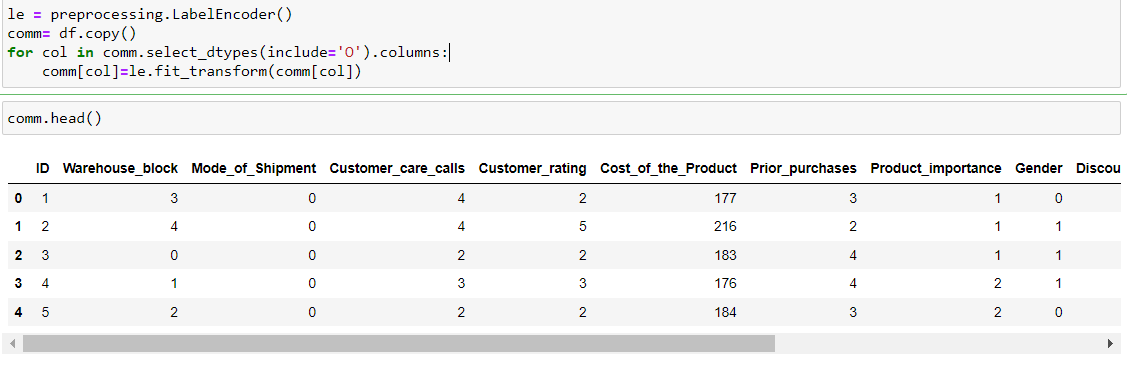 le = preprocessing.LabelEncoder()
comm= df.copy()
for col in comm.select_dtypes(include='O').columns:
    comm[col]=le.fit_transform(comm[col])
comm.head()
ID Warehouse_block Mode_of_Shipment Customer_care_calls Customer_rating Cost_of_the_Product Prior_purchases Product_importance Gender Discou
0 1 3 0 4 2 177 3 1 0
1 2 4 0 4 5 216 2 1 1
2 3 0 0 2 2 183 4 1 1
3 4 1 0 3 3 176 4 2 1
4 5 2 0 2 2 184 3 2 0